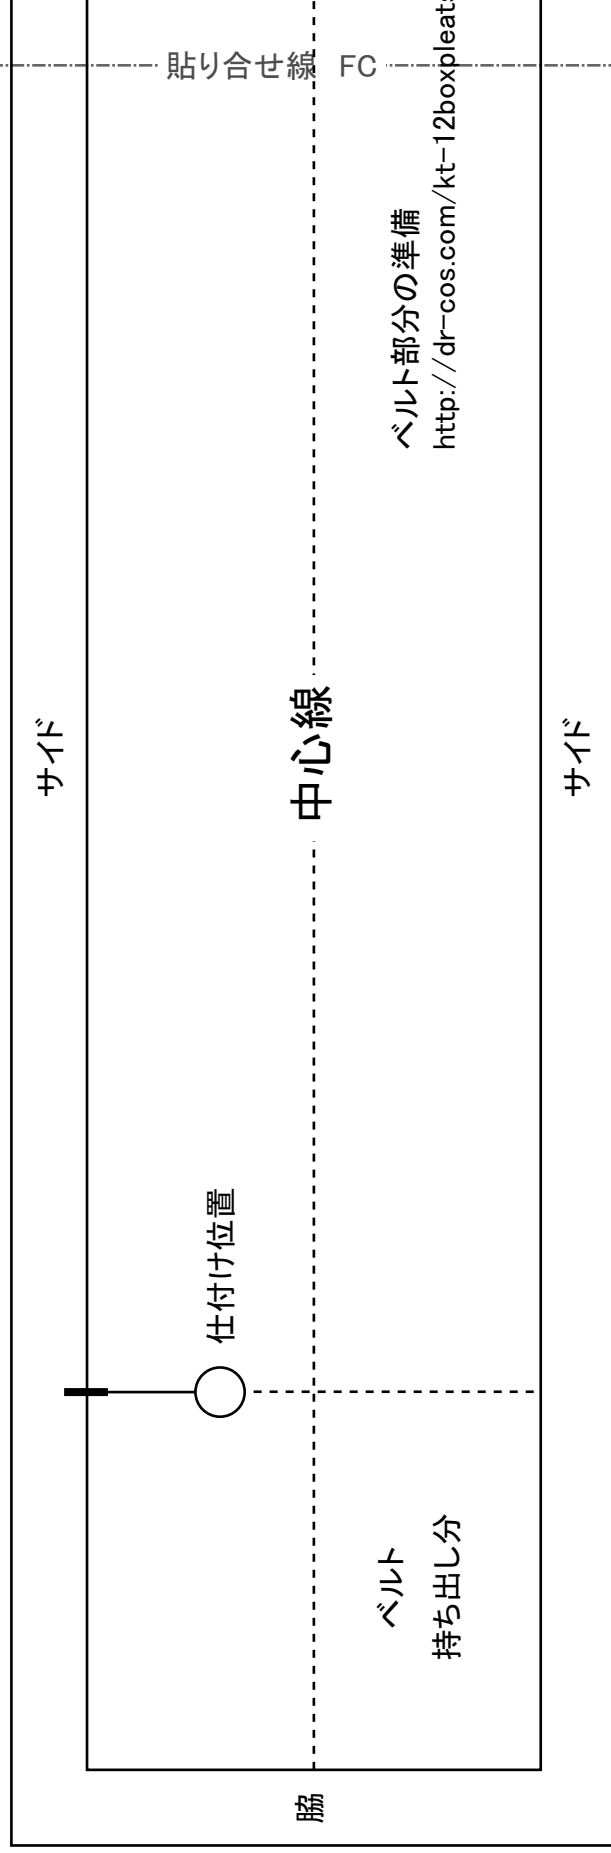 貼り合せ線 FC
ベルト部分の準備
http://dr-cos.com/kt-12boxpleats
サイド
中心線
サイド
仕付け位置
ベルト
持ち出し分
脇